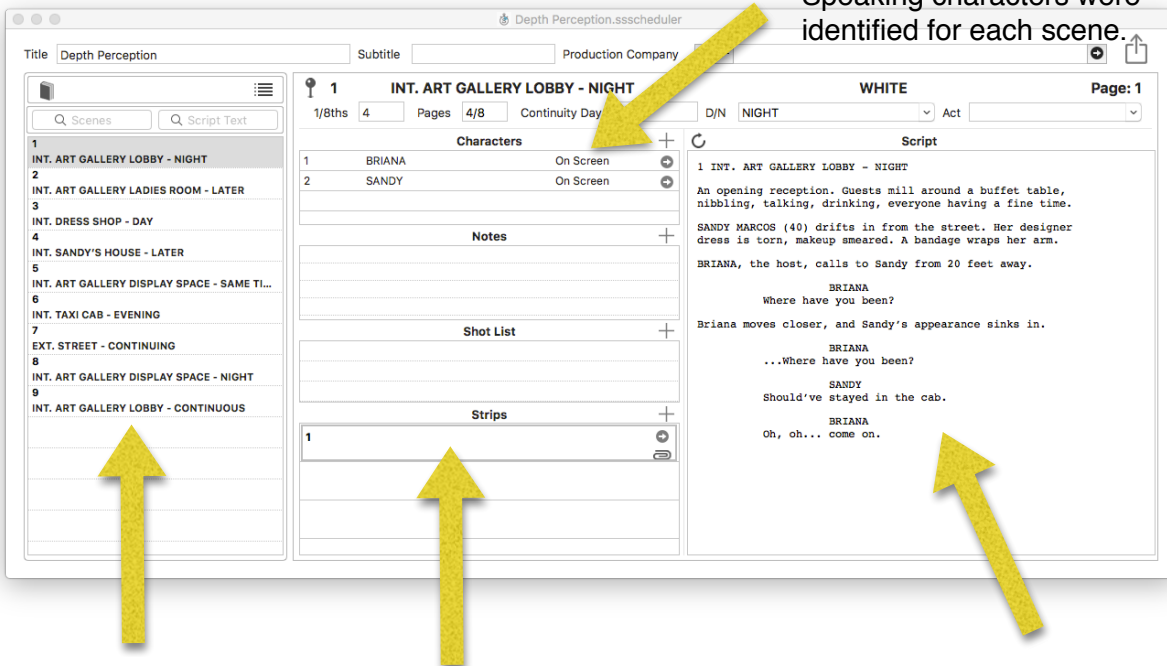 Speaking characters were
identified for each scene.
Depth Perception.ssscheduler
Title Depth Perception Subtitle Production Company
Scenes Script Text
1
INT. ART GALLERY LOBBY - NIGHT
2
INT. ART GALLERY LADIES ROOM - LATER
3
INT. DRESS SHOP - DAY
4
INT. SANDY'S HOUSE - LATER
5
INT. ART GALLERY DISPLAY SPACE - SAME TI...
6
INT. TAXI CAB - EVENING
7
EXT. STREET - CONTINUING
8
INT. ART GALLERY DISPLAY SPACE - NIGHT
9
INT. ART GALLERY LOBBY - CONTINUOUS
1 INT. ART GALLERY LOBBY - NIGHT WHITE Page: 1
1/8ths 4 Pages 4/8 Continuity Day D/N NIGHT Act
Characters
1 BRIANA On Screen
2 SANDY On Screen
Notes
Shot List
Strips
1
Script
1 INT. ART GALLERY LOBBY - NIGHT
An opening reception. Guests mill around a buffet table,
nibbling, talking, drinking, everyone having a fine time.
SANDY MARCOS (40) drifts in from the street. Her designer
dress is torn, makeup smeared. A bandage wraps her arm.
BRIANA, the host, calls to Sandy from 20 feet away.
BRIANA
Where have you been?
Briana moves closer, and Sandy's appearance sinks in.
BRIANA
...Where have you been?
SANDY
Should've stayed in the cab.
BRIANA
Oh, oh... come on.